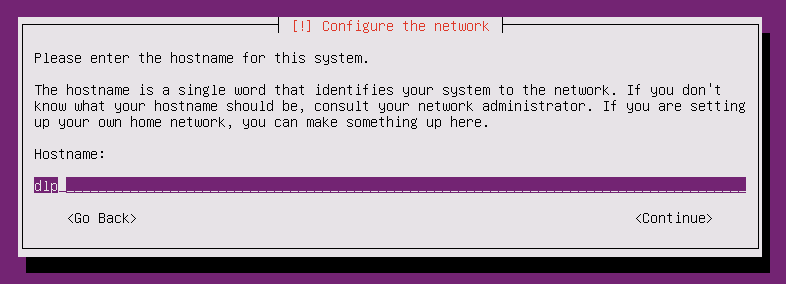 [!] Configure the network
Please enter the hostname for this system.
The hostname is a single word that identifies your system to the network. If you don't
know what your hostname should be, consult your network administrator. If you are setting
up your own home network, you can make something up here.
Hostname:
dlp
<Go Back> <Continue>